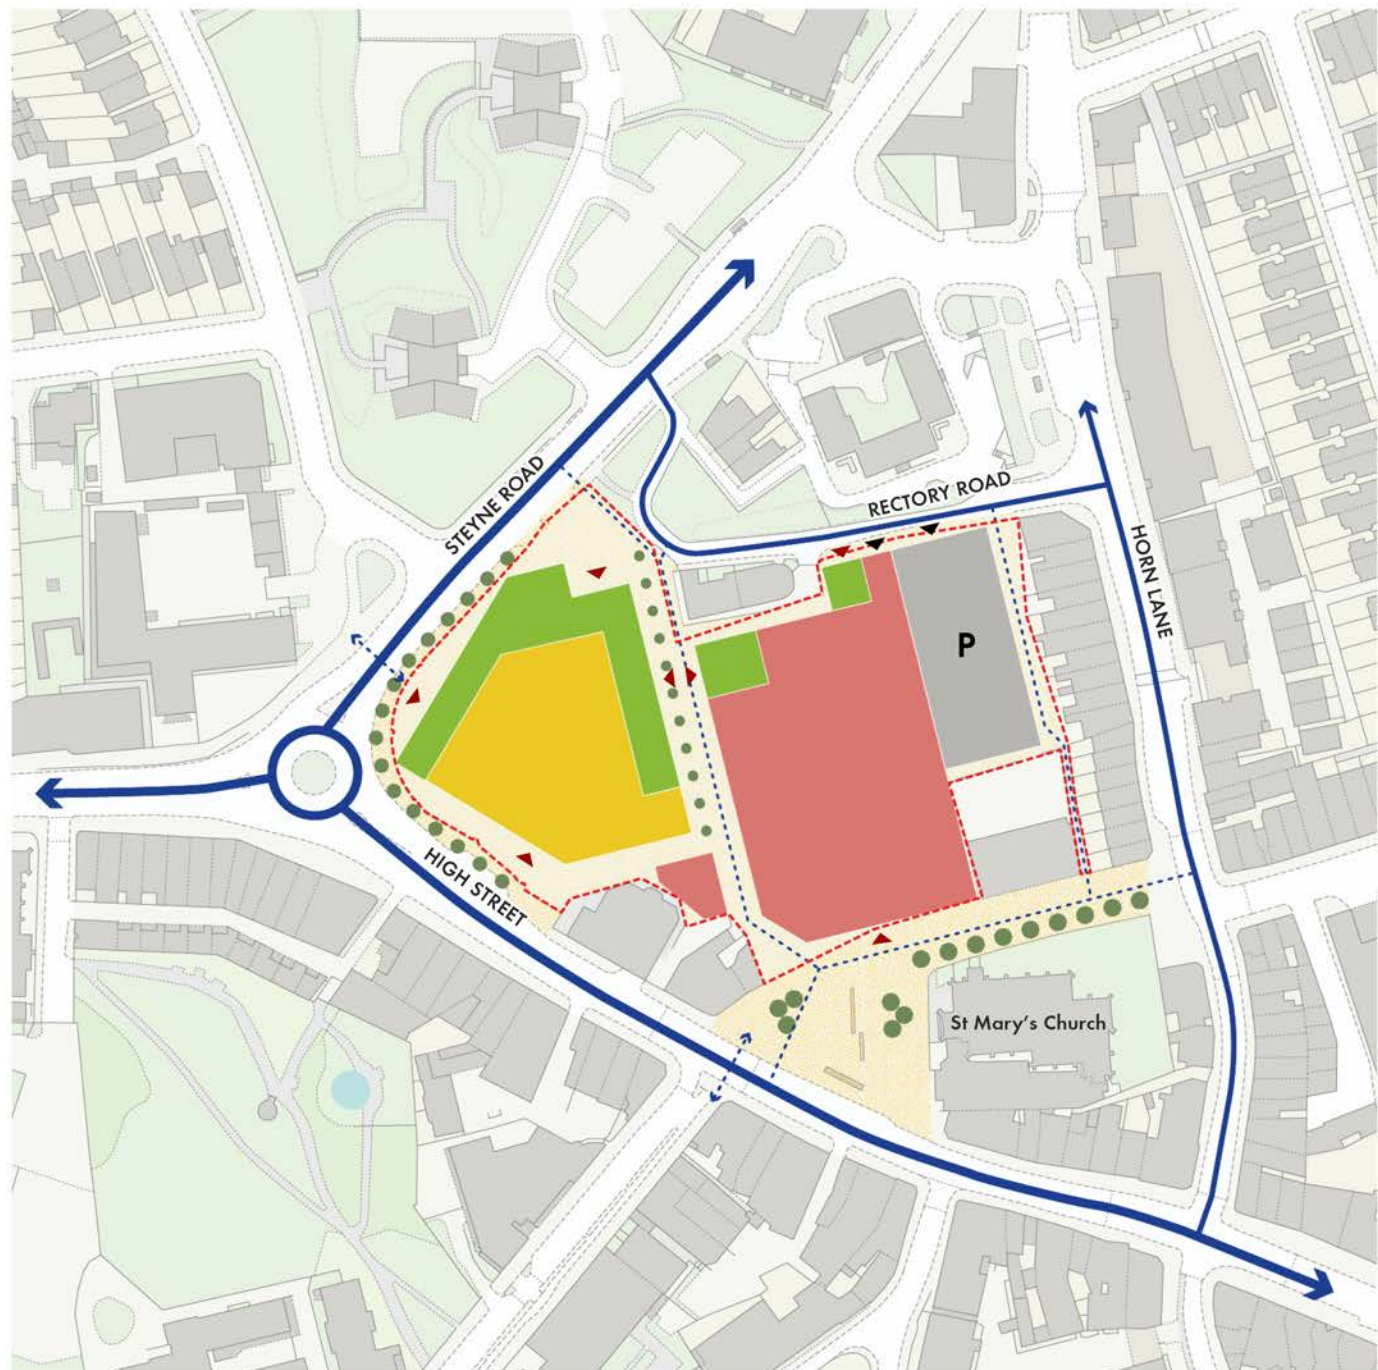 STEYNE ROAD
RECTORY ROAD
HORN LANE
P
HIGH STREET
St Mary's Church